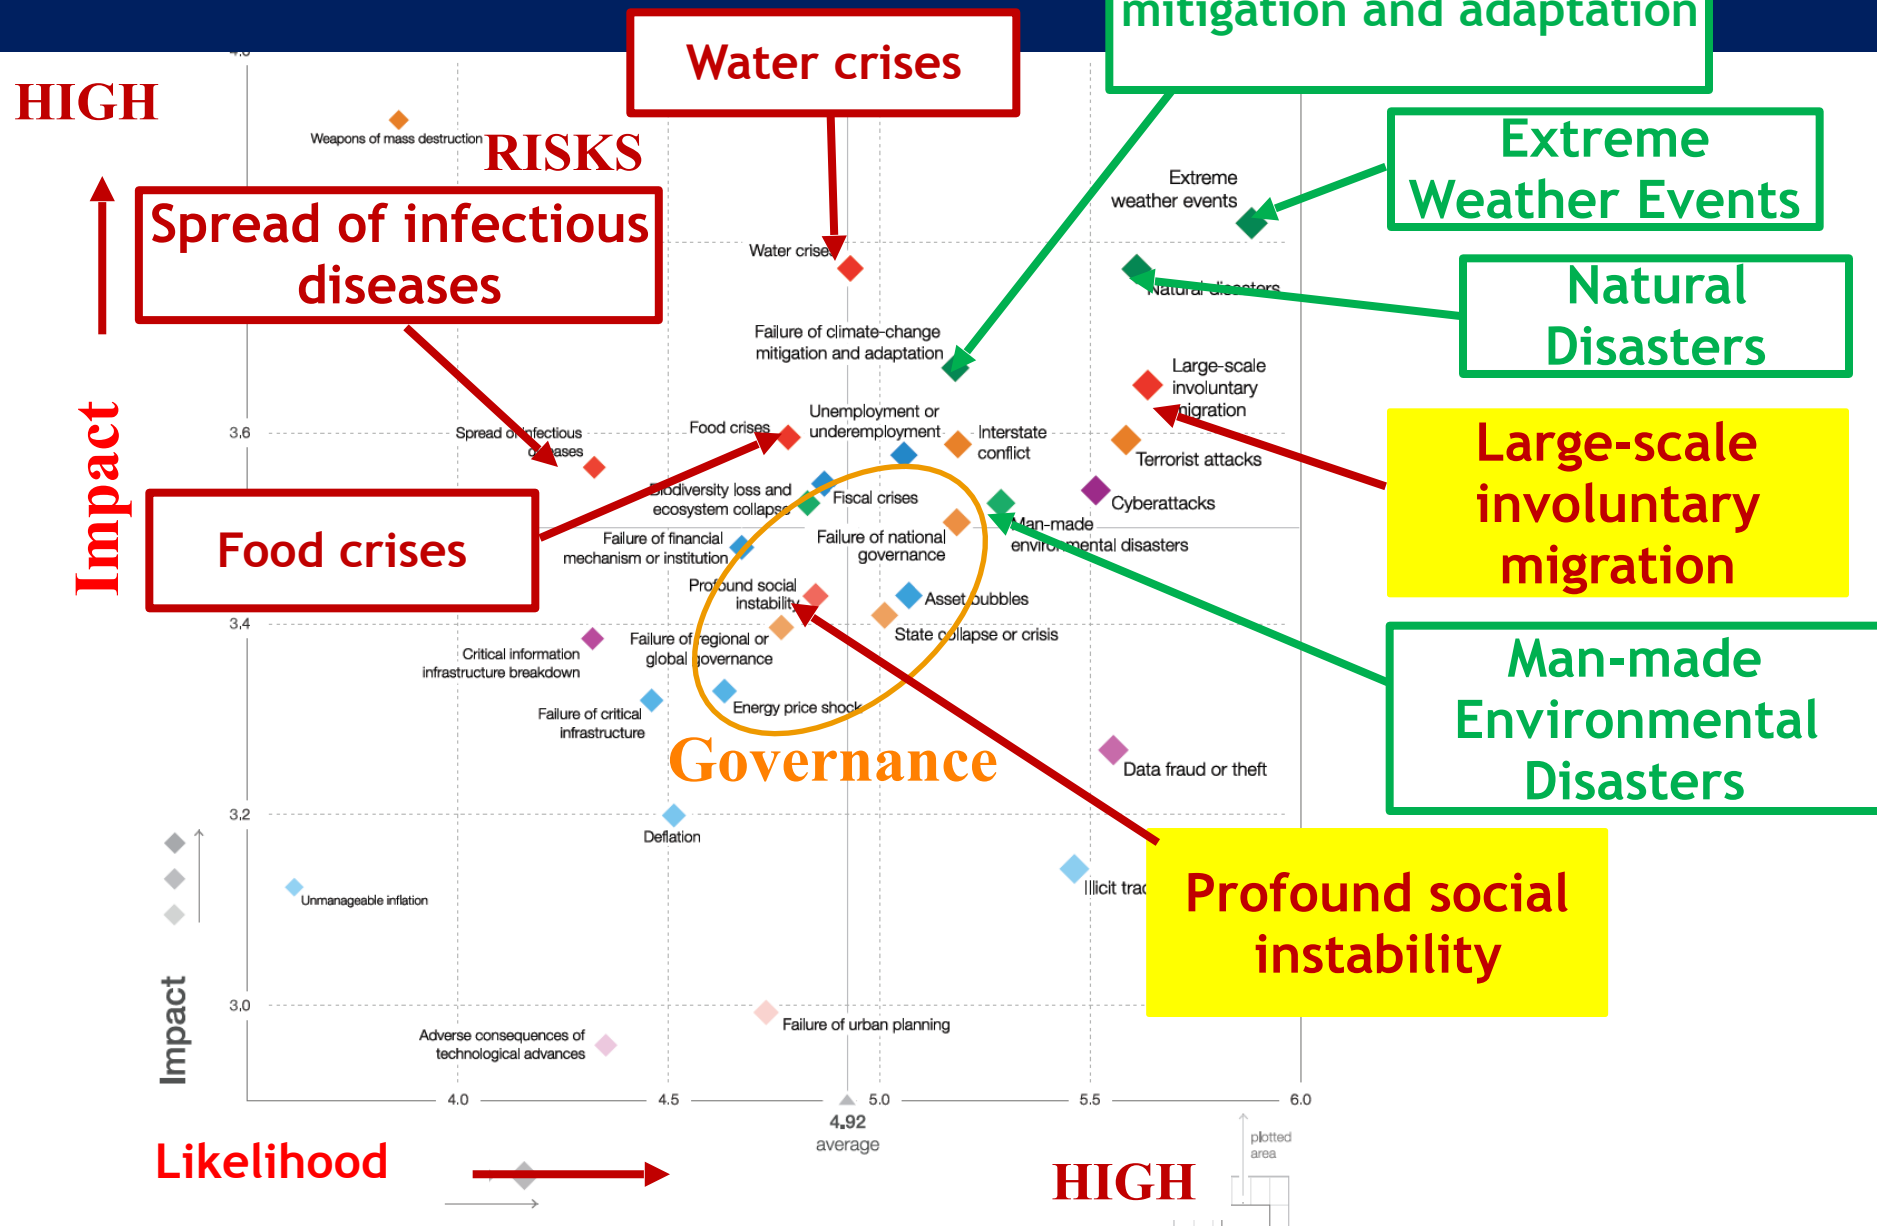 mitigation and adaptation
Water crises
HIGH
RISKS
Weapons of mass destruction
Extreme
Weather Events
Extreme
weather events
Spread of infectious
diseases
Water crises
Natural disasters
Natural
Disasters
Failure of climate-change
mitigation and adaptation
Large-scale
involuntary
migration
Impact
3.6
Spread of infectious
diseases
Food crises
Unemployment or
underemployment
Interstate
conflict
Terrorist attacks
Large-scale
involuntary
migration
Biodiversity loss and
ecosystem collapse
Fiscal crises
Cyberattacks
Food crises
Failure of financial
mechanism or institution
Failure of national
governance
Man-made
environmental disasters
Profound social
instability
Asset bubbles
3.4
State collapse or crisis
Failure of regional or
global governance
Critical information
infrastructure breakdown
Man-made
Environmental
Disasters
Failure of critical
infrastructure
Energy price shock
Governance
Data fraud or theft
3.2
Deflation
Unmanageable inflation
Illicit
Profound social
instability
Impact
3.0
Failure of urban planning
Adverse consequences of
technological advances
4.0
4.5
5.0
5.5
6.0
4.92
average
plotted
area
Likelihood
HIGH